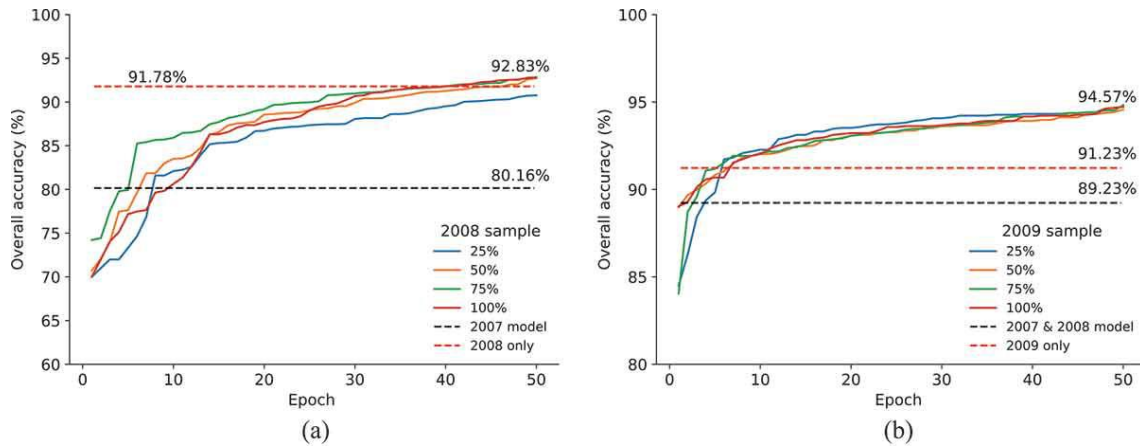 100
95
90
85
80
75
70
65
60
Overall accuracy (%)
91.78%
92.83%
80.16%
2008 sample
25%
50%
75%
100%
2007 model
2008 only
0 10 20 30 40 50
Epoch
(a)
100
95
90
85
80
Overall accuracy (%)
94.57%
91.23%
89.23%
2009 sample
25%
50%
75%
100%
2007 & 2008 model
2009 only
0 10 20 30 40 50
Epoch
(b)